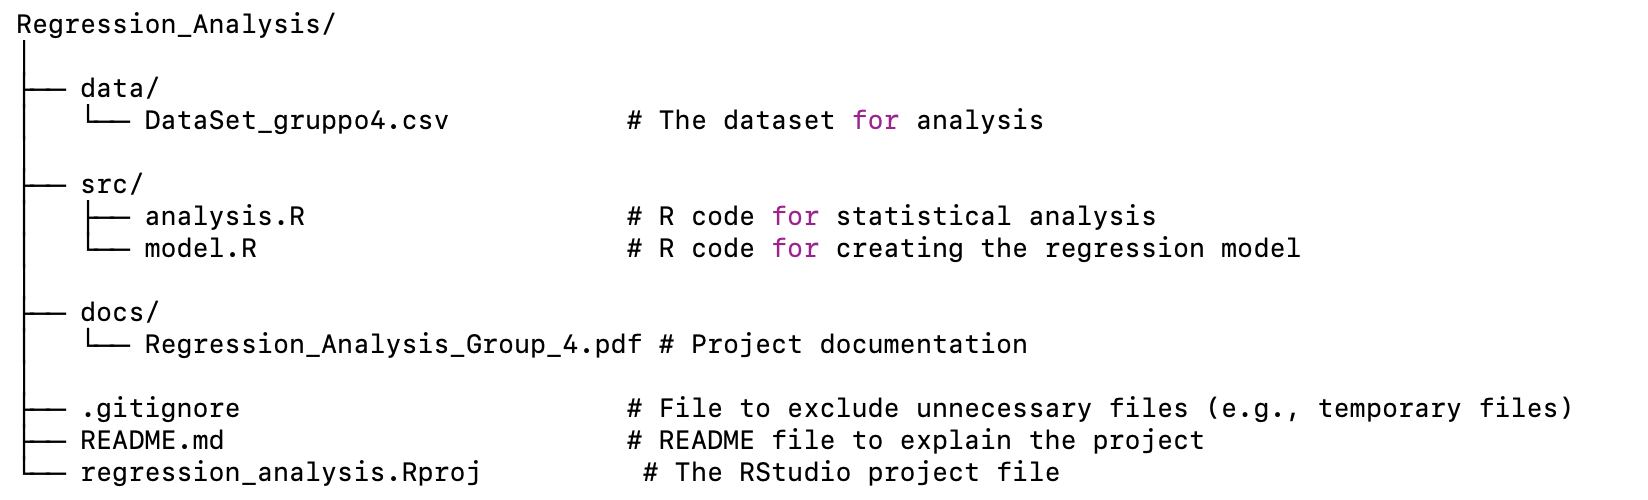 Regression_Analysis/
│
├── data/
│   └── DataSet_gruppo4.csv           # The dataset for analysis
│
├── src/
│   ├── analysis.R                    # R code for statistical analysis
│   └── model.R                       # R code for creating the regression model
│
├── docs/
│   └── Regression_Analysis_Group_4.pdf # Project documentation
│
├── .gitignore                        # File to exclude unnecessary files (e.g., temporary files)
├── README.md                         # README file to explain the project
└── regression_analysis.Rproj          # The RStudio project file